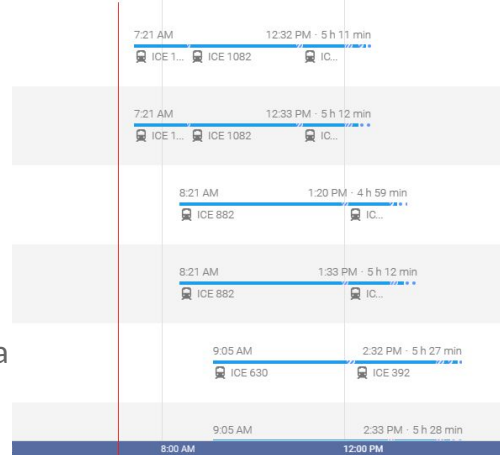 7:21 AM 12:32 PM · 5 h 11 min
ICE 1... ICE 1082 IC...
7:21 AM 12:33 PM · 5 h 12 min
ICE 1... ICE 1082 IC...
8:21 AM 1:20 PM · 4 h 59 min
ICE 882 IC...
8:21 AM 1:33 PM · 5 h 12 min
ICE 882 IC...
a
9:05 AM 2:32 PM · 5 h 27 min
ICE 630 ICE 392
9:05 AM 2:33 PM · 5 h 28 min
8:00 AM 12:00 PM